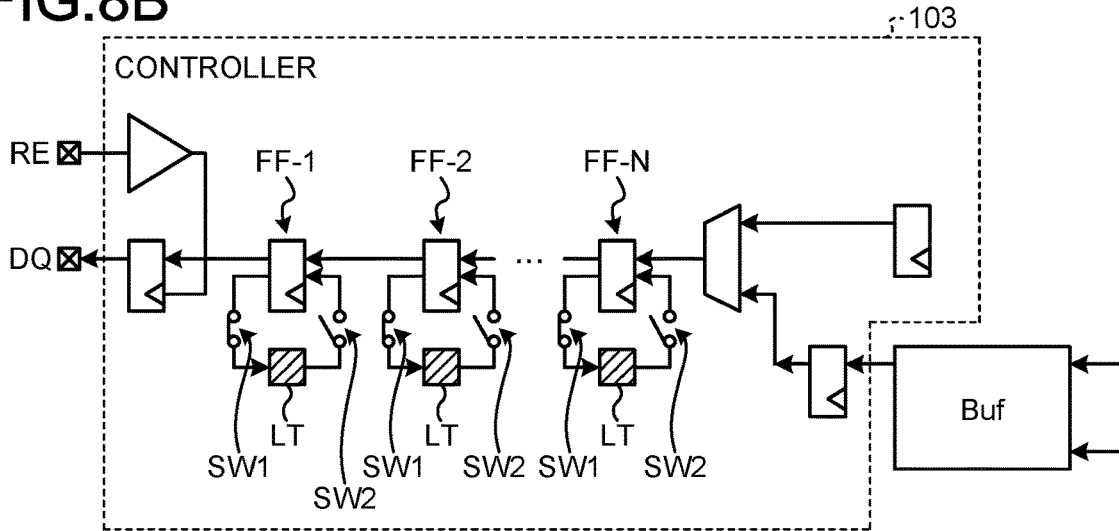 FIG.8B
103
CONTROLLER
RE
FF-1
FF-2
FF-N
DQ
...
LT
LT
LT
Buf
SW1
SW1
SW2
SW1
SW2
SW2